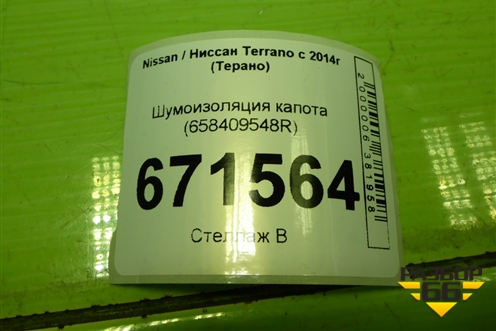 Nissan / Ниссан Terrano с 2014г
(Терано)
Шумоизоляция капота
(658409548R)
671564
Стеллаж В
2000006381958
РАЗБОР
66